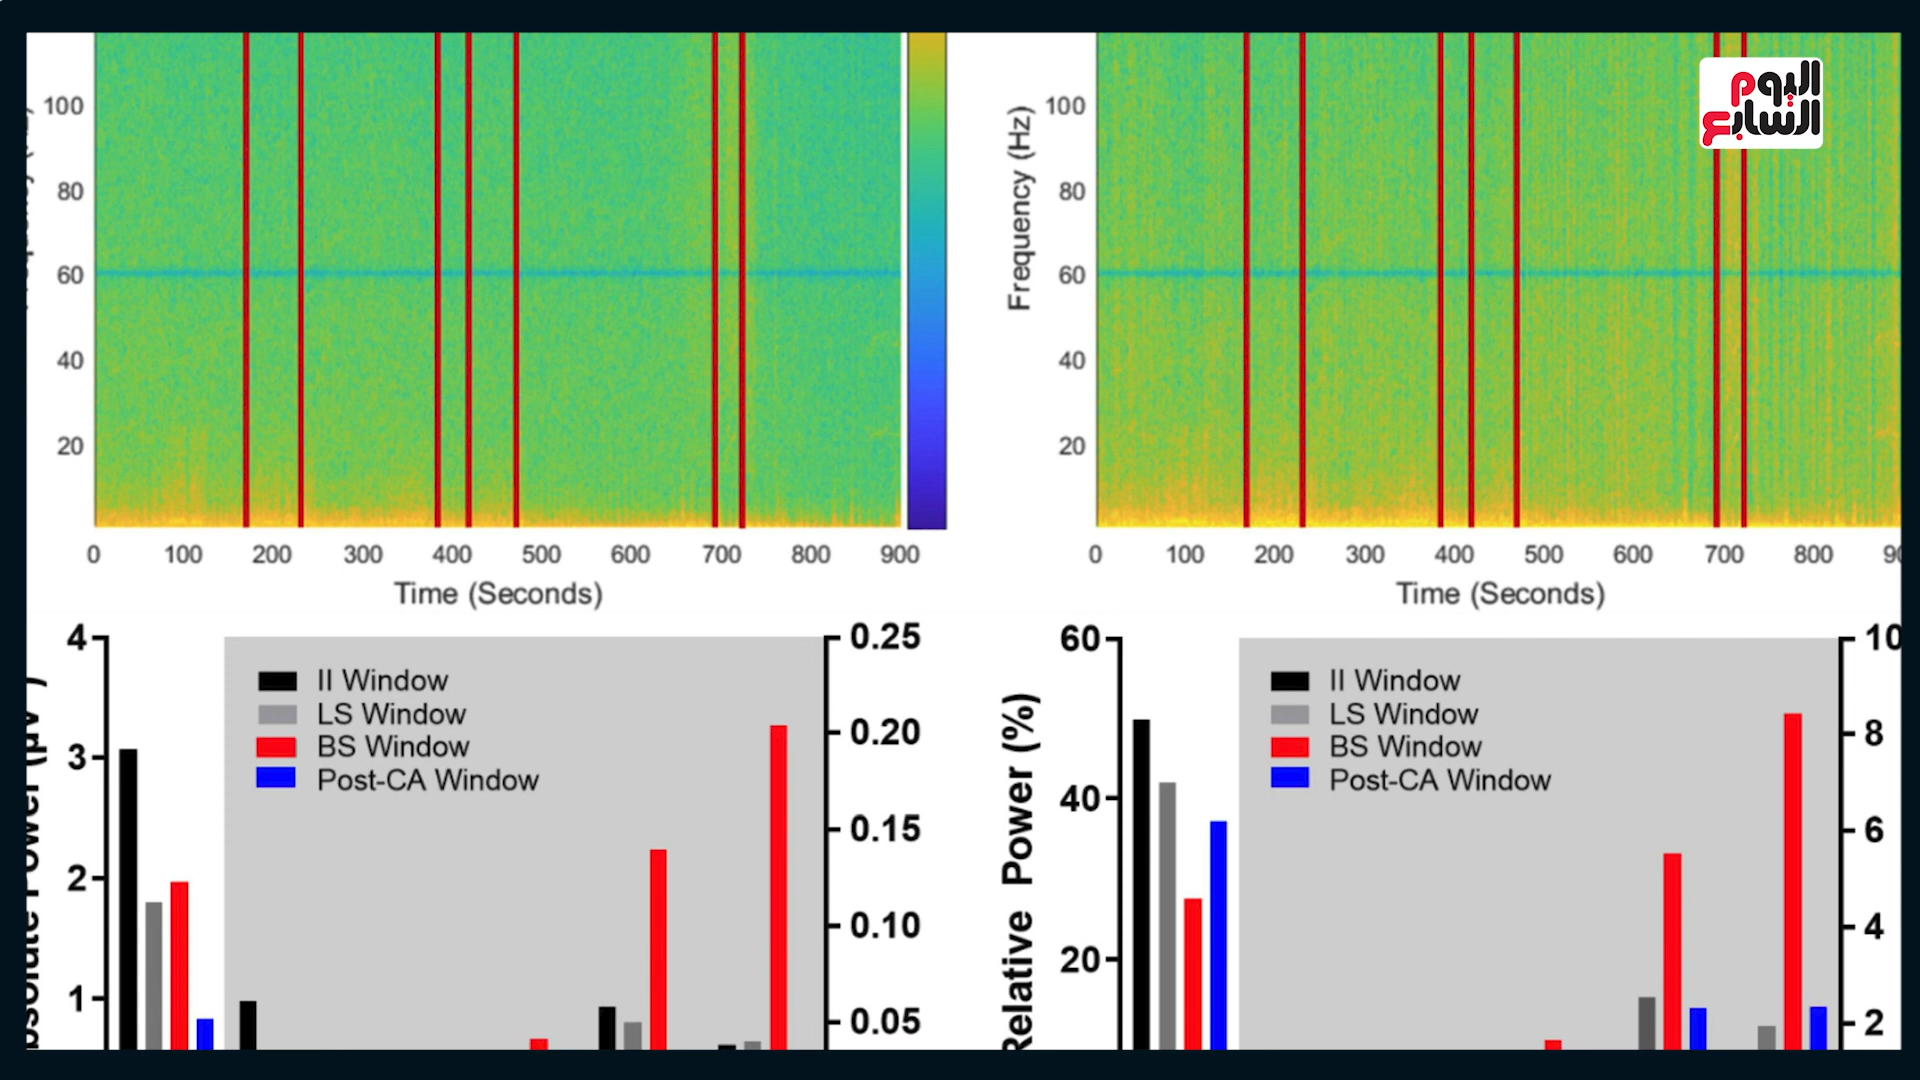 اليوم السابع
100
80
60
40
20
0 100 200 300 400 500 600 700 800 900
Time (Seconds)
Frequency (Hz)
100
80
60
40
20
0 100 200 300 400 500 600 700 800
Time (Seconds)
4
3
2
1
II Window
LS Window
BS Window
Post-CA Window
0.25
0.20
0.15
0.10
0.05
Relative Power (%)
60
40
20
II Window
LS Window
BS Window
Post-CA Window
10
8
6
4
2